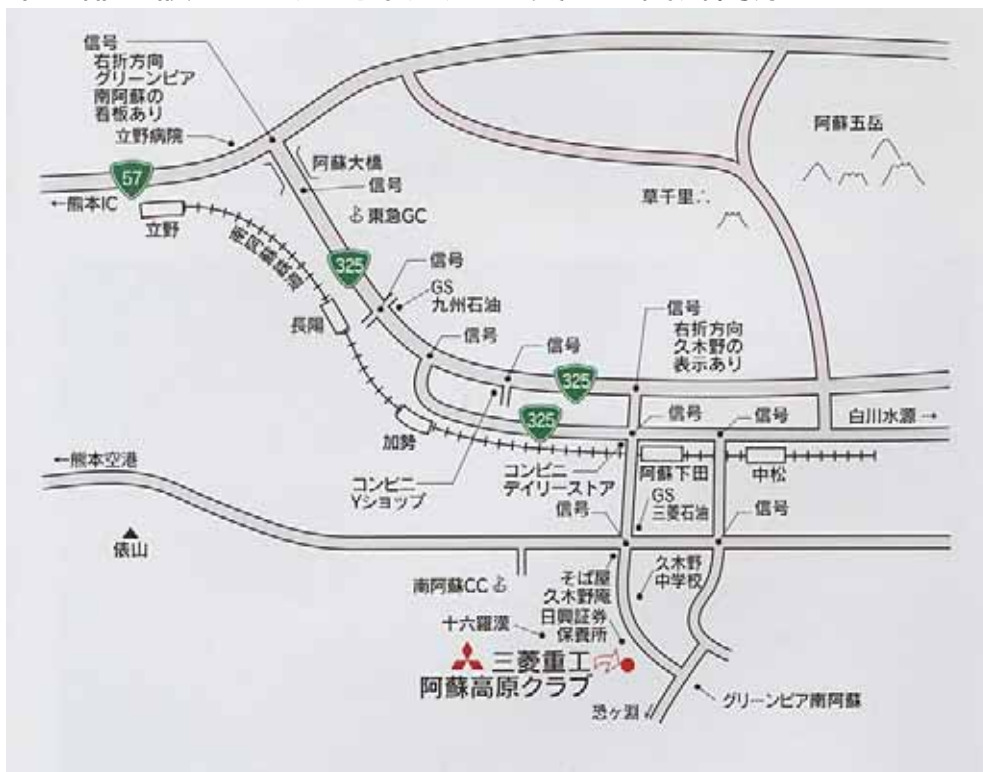 信号
右折方向
グリーンピア
南阿蘇の
看板あり
立野病院
阿蘇大橋
信号
阿蘇五岳
57
←熊本IC
立野
南阿蘇鉄道
東急GC
草千里
325
信号
GS
九州石油
長陽
信号
信号
信号
右折方向
久木野の
表示あり
325
325
加勢
信号
信号
白川水源→
←熊本空港
コンビニ
Yショップ
コンビニ
デイリーストア
阿蘇下田
中松
GS
三菱石油
信号
信号
俵山
南阿蘇CC
そば屋
久木野庵
久木野
中学校
日興証券
保養所
十六羅漢
三菱重工
阿蘇高原クラブ
グリーンピア南阿蘇
恐ヶ淵